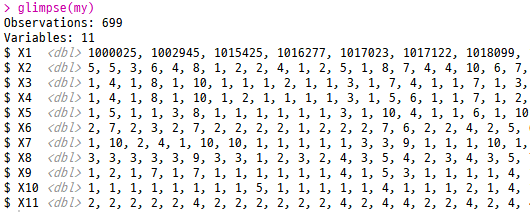 > glimpse(my)
Observations: 699
Variables: 11
$ X1 <dbl> 1000025, 1002945, 1015425, 1016277, 1017023, 1017122, 1018099,
$ X2 <dbl> 5, 5, 3, 6, 4, 8, 1, 2, 2, 4, 1, 2, 5, 1, 8, 7, 4, 4, 10, 6, 7,
$ X3 <dbl> 1, 4, 1, 8, 1, 10, 1, 1, 1, 2, 1, 1, 3, 1, 7, 4, 1, 1, 7, 1, 3,
$ X4 <dbl> 1, 4, 1, 8, 1, 10, 1, 2, 1, 1, 1, 1, 3, 1, 5, 6, 1, 1, 7, 1, 2,
$ X5 <dbl> 1, 5, 1, 1, 3, 8, 1, 1, 1, 1, 1, 1, 3, 1, 10, 4, 1, 1, 6, 1, 10
$ X6 <dbl> 2, 7, 2, 3, 2, 7, 2, 2, 2, 2, 1, 2, 2, 2, 7, 6, 2, 2, 4, 2, 5, 
$ X7 <dbl> 1, 10, 2, 4, 1, 10, 10, 1, 1, 1, 1, 1, 3, 3, 9, 1, 1, 1, 10, 1,
$ X8 <dbl> 3, 3, 3, 3, 3, 9, 3, 3, 1, 2, 3, 2, 4, 3, 5, 4, 2, 3, 4, 3, 5,
$ X9 <dbl> 1, 2, 1, 7, 1, 7, 1, 1, 1, 1, 1, 1, 4, 1, 5, 3, 1, 1, 1, 1, 4,
$ X10 <dbl> 1, 1, 1, 1, 1, 1, 1, 1, 5, 1, 1, 1, 1, 1, 4, 1, 1, 1, 2, 1, 4,
$ X11 <dbl> 2, 2, 2, 2, 2, 4, 2, 2, 2, 2, 2, 2, 4, 2, 4, 4, 2, 2, 4, 2, 4,